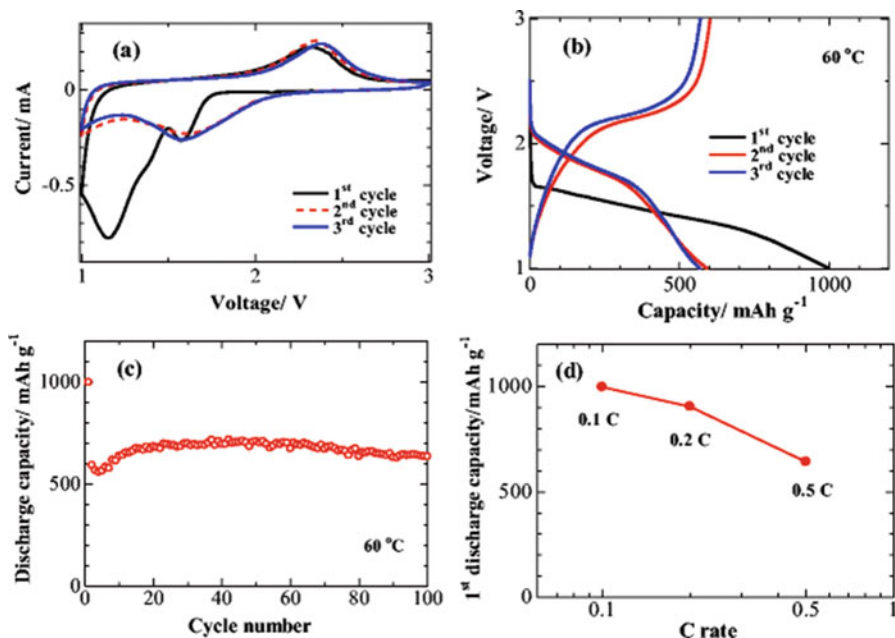 (a)
Current/ mA
0
-0.5
1st cycle
2nd cycle
3rd cycle
1 2 3
Voltage/ V
(b)
60 °C
Voltage/ V
3
2
1
1st cycle
2nd cycle
3rd cycle
0 500 1000
Capacity/ mAh g-1
(c)
Discharge capacity/ mAh g-1
1000
500
0
60 °C
0 20 40 60 80 100
Cycle number
(d)
1st discharge capacity/mAh g-1
1000
500
0
0.1 C
0.2 C
0.5 C
0.1 0.5 1
C rate